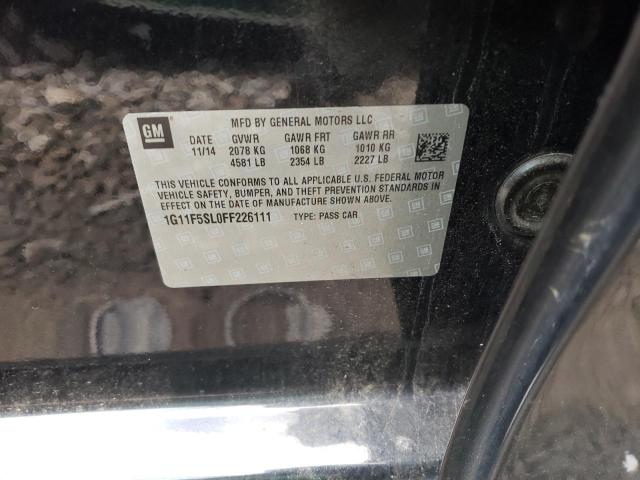 GM
MFD BY GENERAL MOTORS LLC
DATE GVWR GAWR FRT GAWR RR
11/14 2078 KG 1068 KG 1010 KG
4581 LB 2354 LB 2227 LB
THIS VEHICLE CONFORMS TO ALL APPLICABLE U.S. FEDERAL MOTOR
VEHICLE SAFETY, BUMPER, AND THEFT PREVENTION STANDARDS IN
EFFECT ON THE DATE OF MANUFACTURE SHOWN ABOVE.
1G11F5SL0FF226111 TYPE: PASS CAR